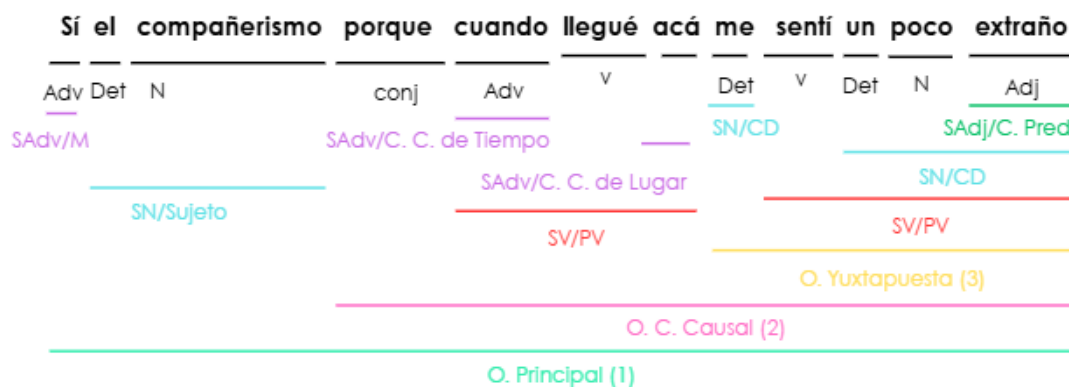 Sí el compañerismo porque cuando llegué acá me sentí un poco extraño
Adv Det N conj Adv V Det V Det N Adj
SAdv/M SAdv/C. C. de Tiempo SN/CD SAdj/C. Pred
SAdv/C. C. de Lugar SN/CD
SN/Sujeto SV/PV SV/PV
O. Yuxtapuesta (3)
O. C. Causal (2)
O. Principal (1)